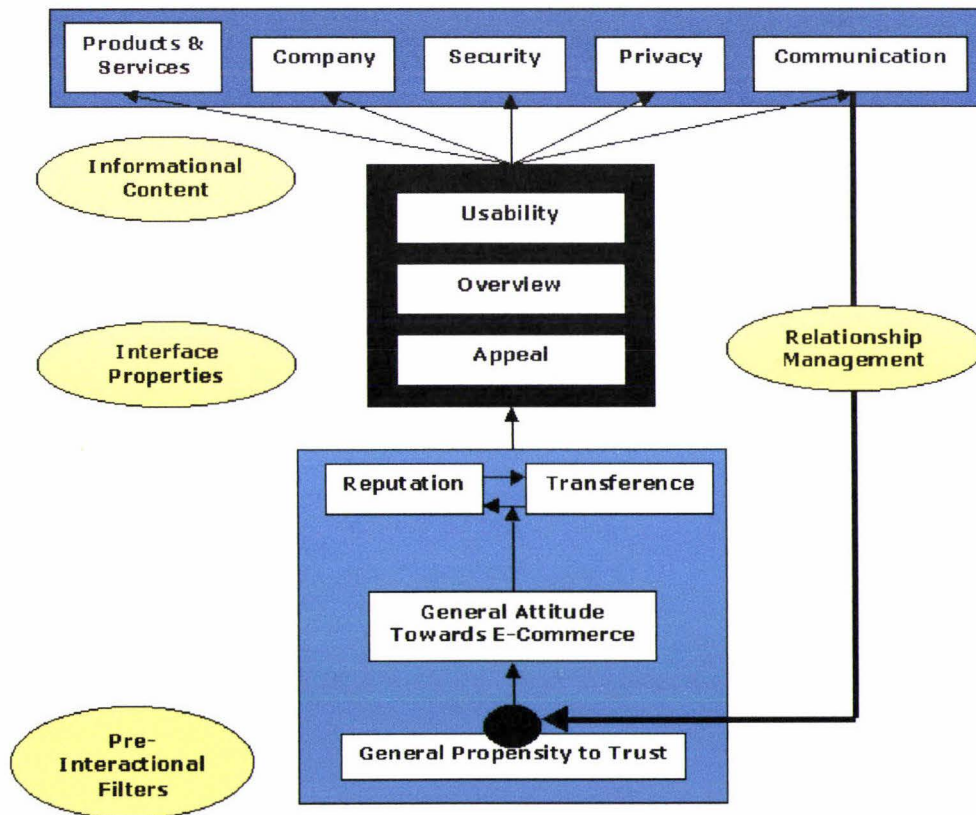 Products &
Services
Company
Security
Privacy
Communication
Informational
Content
Usability
Overview
Appeal
Interface
Properties
Relationship
Management
Reputation
Transference
General Attitude
Towards E-Commerce
General Propensity to Trust
Pre-
Interactional
Filters